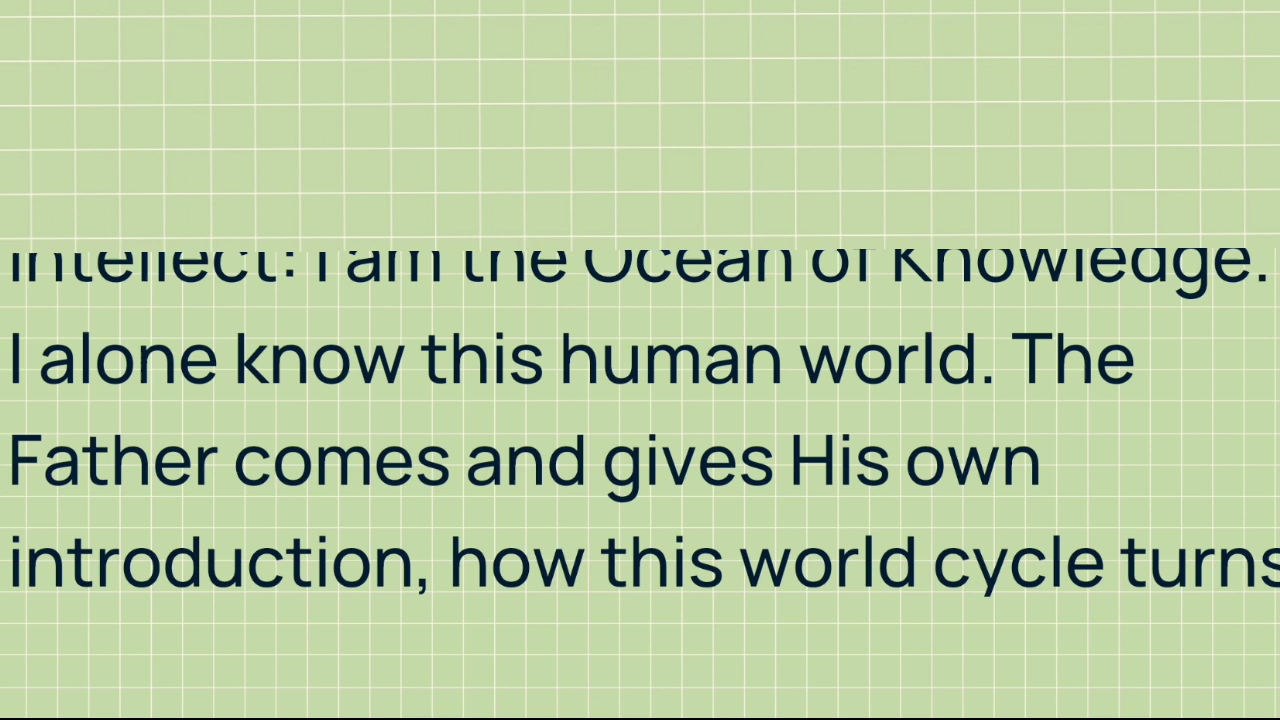 intellect: I am the Ocean of Knowledge.
I alone know this human world. The
Father comes and gives His own
introduction, how this world cycle turns